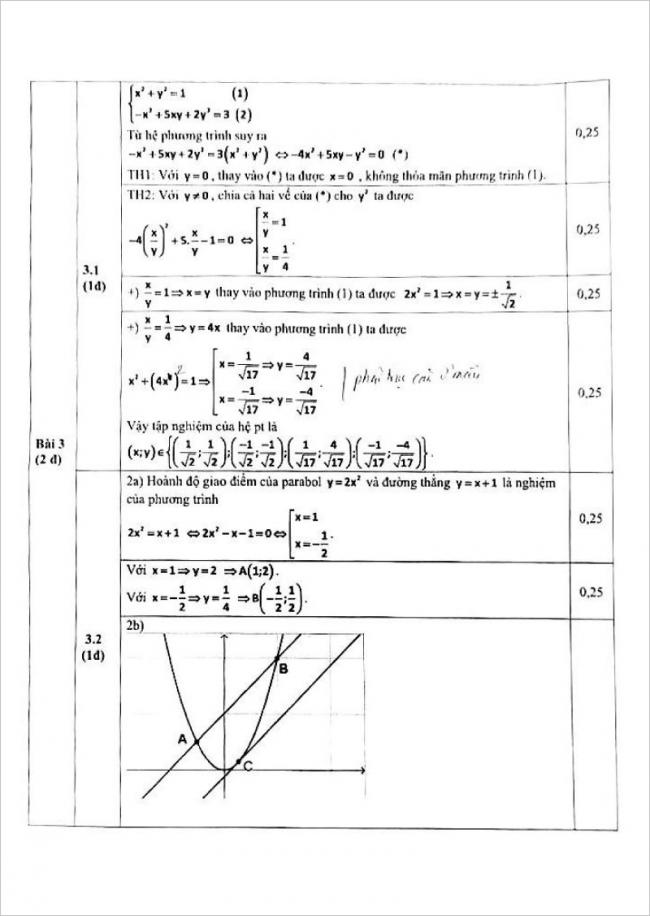 Bài 3
(2 đ)
3.1
(1đ)
x² + y² = 1 (1)
-x² + 5xy + 2y² = 3 (2)
Từ hệ phương trình suy ra
-x² + 5xy + 2y² = 3(x² + y²) ⇔ -4x² + 5xy - y² = 0 (*)
TH1: Với y = 0 , thay vào (*) ta được x = 0 , không thỏa mãn phương trình (1).
0,25
TH2: Với y ≠ 0 , chia cả hai vế của (*) cho y² ta được
-4(x/y)² + 5.x/y - 1 = 0 ⇔ [x/y = 1; x/y = 1/4.
0,25
+) x/y = 1 ⇒ x = y thay vào phương trình (1) ta được 2x² = 1 ⇒ x = y = ±1/√2 .
0,25
+) x/y = 1/4 ⇒ y = 4x thay vào phương trình (1) ta được
x² + (4x)² = 1 ⇒ [x = 1/√17 ⇒ y = 4/√17; x = -1/√17 ⇒ y = -4/√17 .
Vậy tập nghiệm của hệ pt là
(x;y) ∈ {(1/√2; 1/√2); (-1/√2; -1/√2); (1/√17; 4/√17); (-1/√17; -4/√17)} .
0,25
3.2
(1đ)
2a) Hoành độ giao điểm của parabol y = 2x² và đường thẳng y = x + 1 là nghiệm
của phương trình
2x² = x + 1 ⇔ 2x² - x - 1 = 0 ⇔ [x = 1; x = -1/2 .
0,25
Với x = 1 ⇒ y = 2 ⇒ A(1;2) .
Với x = -1/2 ⇒ y = 1/4 ⇒ B(-1/2; 1/2) .
0,25
2b)
B
A
C